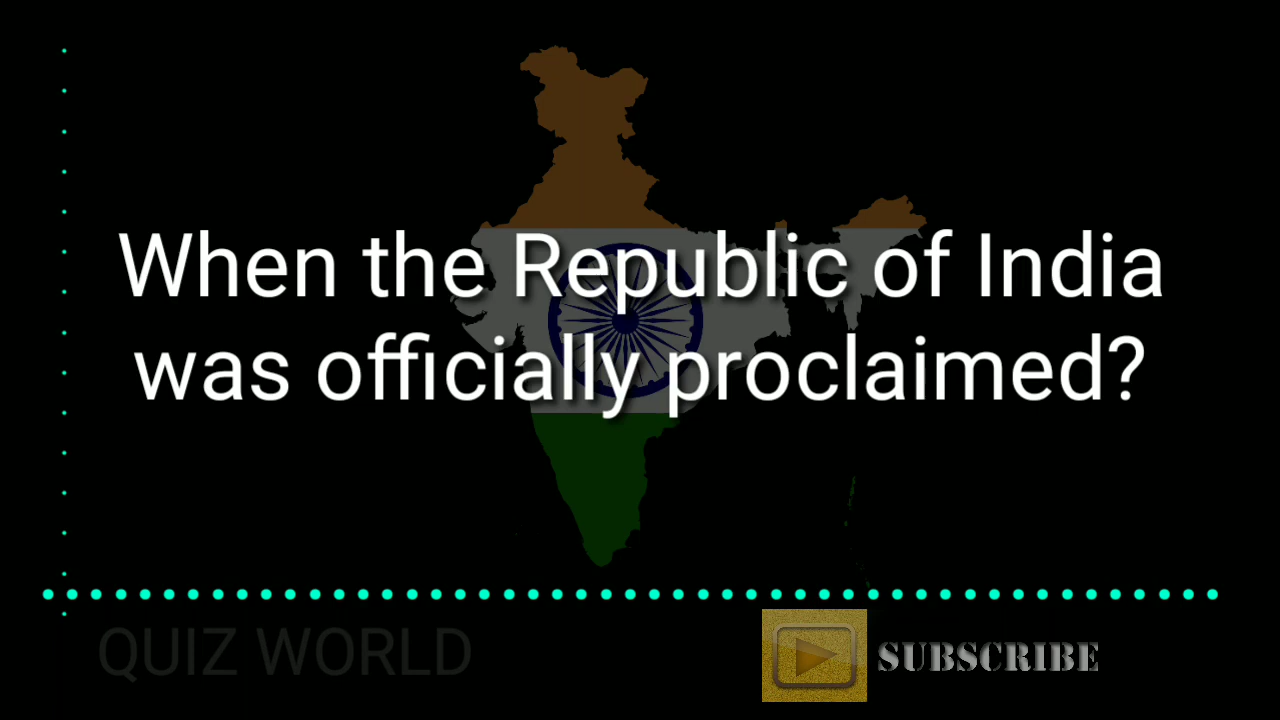 When the Republic of India
was officially proclaimed?
QUIZ WORLD
SUBSCRIBE